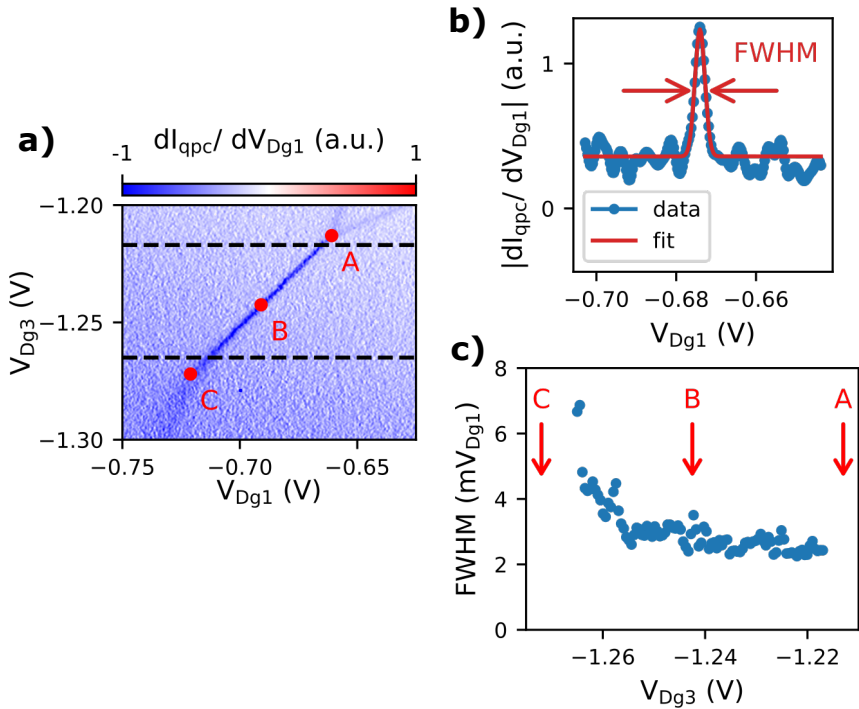 a)
dI_qpc/ dV_Dg1 (a.u.)
-1 1
−1.20
−1.25
−1.30
V_Dg3 (V)
A
B
C
−0.75 −0.70 −0.65
V_Dg1 (V)
b)
|dI_qpc/ dV_Dg1| (a.u.)
1
0
FWHM
data
fit
−0.70 −0.68 −0.66
V_Dg1 (V)
c)
FWHM (mV_Dg1)
8
6
4
2
0
C B A
−1.26 −1.24 −1.22
V_Dg3 (V)